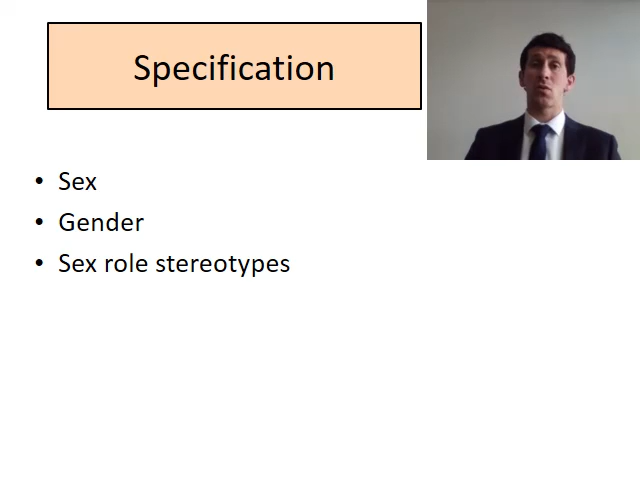 Specification
• Sex
• Gender
• Sex role stereotypes